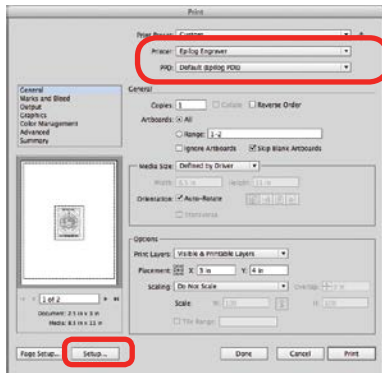 Print
Print Preset: Custom
Printer: Epilog Engraver
PPD: Default (Epilog PDE)
General
Marks and Bleed
Output
Graphics
Color Management
Advanced
Summary
General
Copies: 1 Collate Reverse Order
Artboards: All
Range: 1-2
Ignore Artboards Skip Blank Artboards
Media Size: Defined by Driver
Width: 8.5 in Height: 11 in
Orientation: Auto-Rotate
Transverse
Options
Print Layers: Visible & Printable Layers
Placement: X: 3 in Y: 4 in
Scaling: Do Not Scale Overlap:
Scale: W: 100 H: 100
Tile Range:
1 of 2
Document: 2.5 in x 3 in
Media: 8.5 in x 11 in
Page Setup... Setup... Done Cancel Print